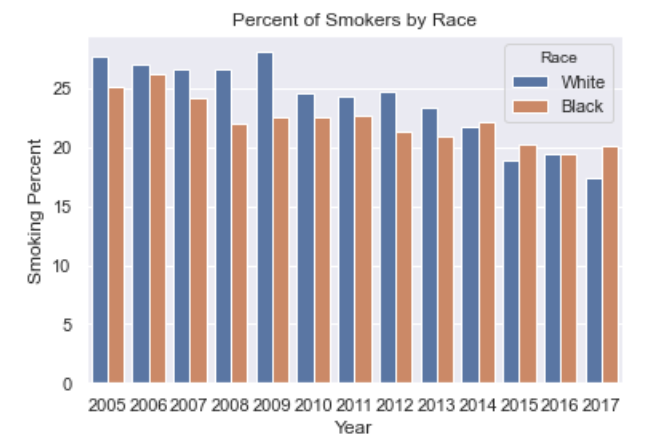 Percent of Smokers by Race
Race
White
Black
25
20
15
10
5
0
Smoking Percent
2005 2006 2007 2008 2009 2010 2011 2012 2013 2014 2015 2016 2017
Year